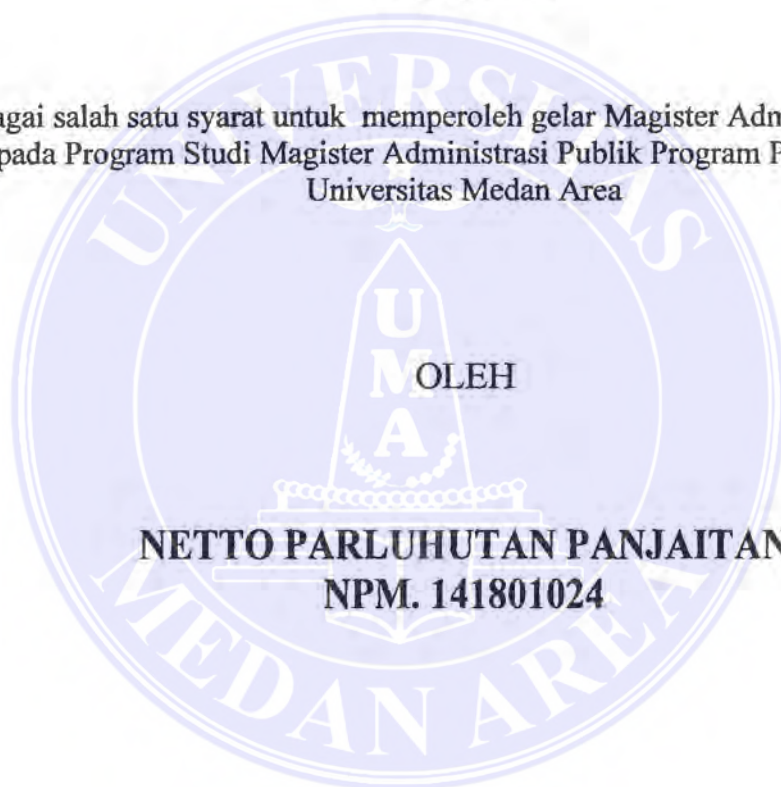 agai salah satu syarat untuk memperoleh gelar Magister Adm
pada Program Studi Magister Administrasi Publik Program P
Universitas Medan Area
UNIVERSITAS
U
M
A
OLEH
NETTO PARLUHUTAN PANJAITAN
NPM. 141801024
MEDAN AREA